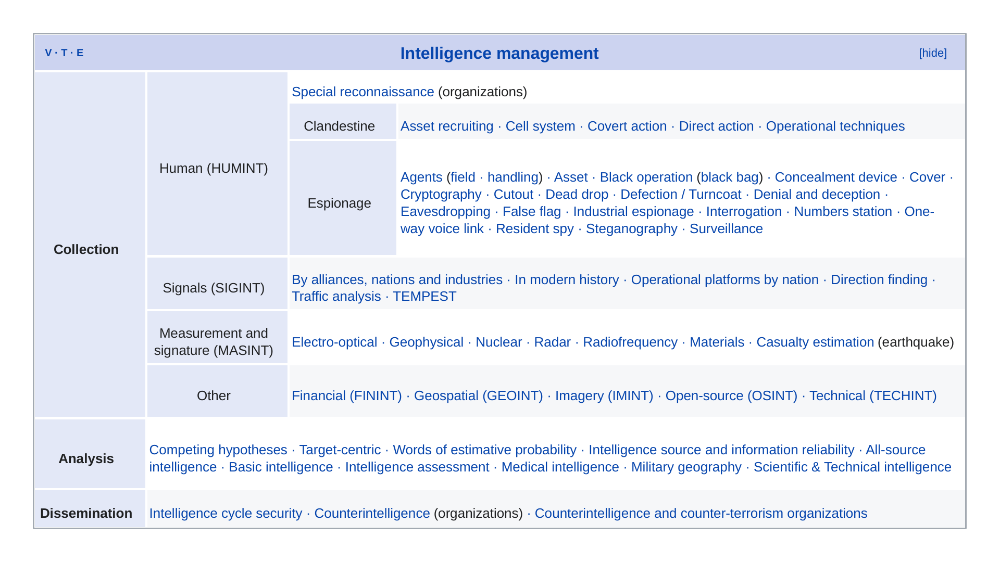 V · T · E
Intelligence management
[hide]
Collection
Human (HUMINT)
Special reconnaissance (organizations)
Clandestine
Asset recruiting · Cell system · Covert action · Direct action · Operational techniques
Espionage
Agents (field · handling) · Asset · Black operation (black bag) · Concealment device · Cover ·
Cryptography · Cutout · Dead drop · Defection / Turncoat · Denial and deception ·
Eavesdropping · False flag · Industrial espionage · Interrogation · Numbers station · One-
way voice link · Resident spy · Steganography · Surveillance
Signals (SIGINT)
By alliances, nations and industries · In modern history · Operational platforms by nation · Direction finding ·
Traffic analysis · TEMPEST
Measurement and
signature (MASINT)
Electro-optical · Geophysical · Nuclear · Radar · Radiofrequency · Materials · Casualty estimation (earthquake)
Other
Financial (FININT) · Geospatial (GEOINT) · Imagery (IMINT) · Open-source (OSINT) · Technical (TECHINT)
Analysis
Competing hypotheses · Target-centric · Words of estimative probability · Intelligence source and information reliability · All-source
intelligence · Basic intelligence · Intelligence assessment · Medical intelligence · Military geography · Scientific & Technical intelligence
Dissemination
Intelligence cycle security · Counterintelligence (organizations) · Counterintelligence and counter-terrorism organizations